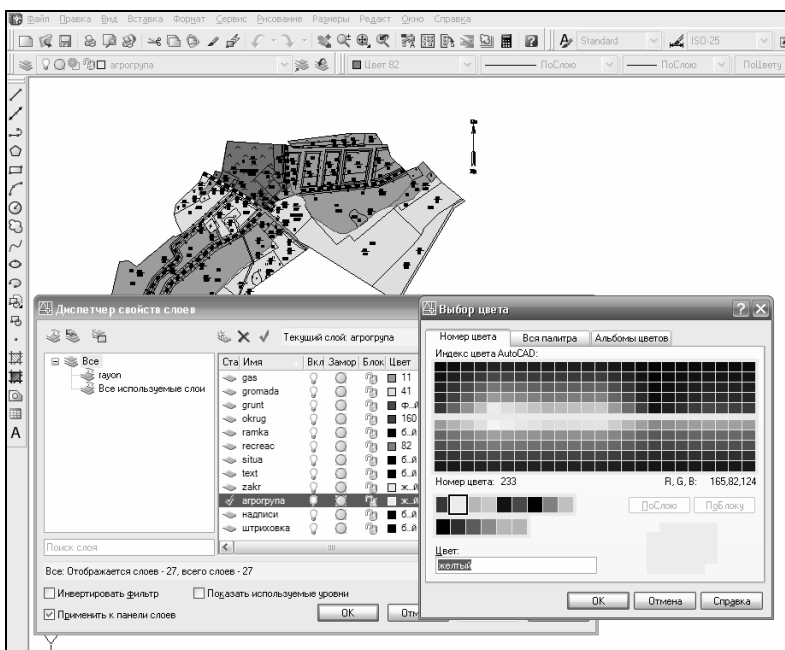 Файл Правка Вид Вставка Формат Сервис Рисование Размеры Редакт Окно Справка
Standard ISO-25
агрогрупа Цвет 82 ПоСлою ПоСлою ПоЦвету
Диспетчер свойств слоев
Текущий слой: агрогрупа
Все
rayon
Все используемые слои
Ста Имя Вкл Замор Блок Цвет
gas 11
gromada 41
grunt ф...й
okrug 160
ramka б...й
recreac 82
situa б...й
text б...й
zakr ж...й
агрогрупа ж...й
надписи б...й
штриховка б...й
Поиск слоя
Все: Отображается слоев - 27, всего слоев - 27
Инвертировать фильтр Показать используемые уровни
Применить к панели слоев OK Отм
Выбор цвета
Номер цвета Вся палитра Альбомы цветов
Индекс цвета AutoCAD:
Номер цвета: 233 R, G, B: 165,82,124
ПоСлою ПоБлоку
Цвет:
желтый
OK Отмена Справка